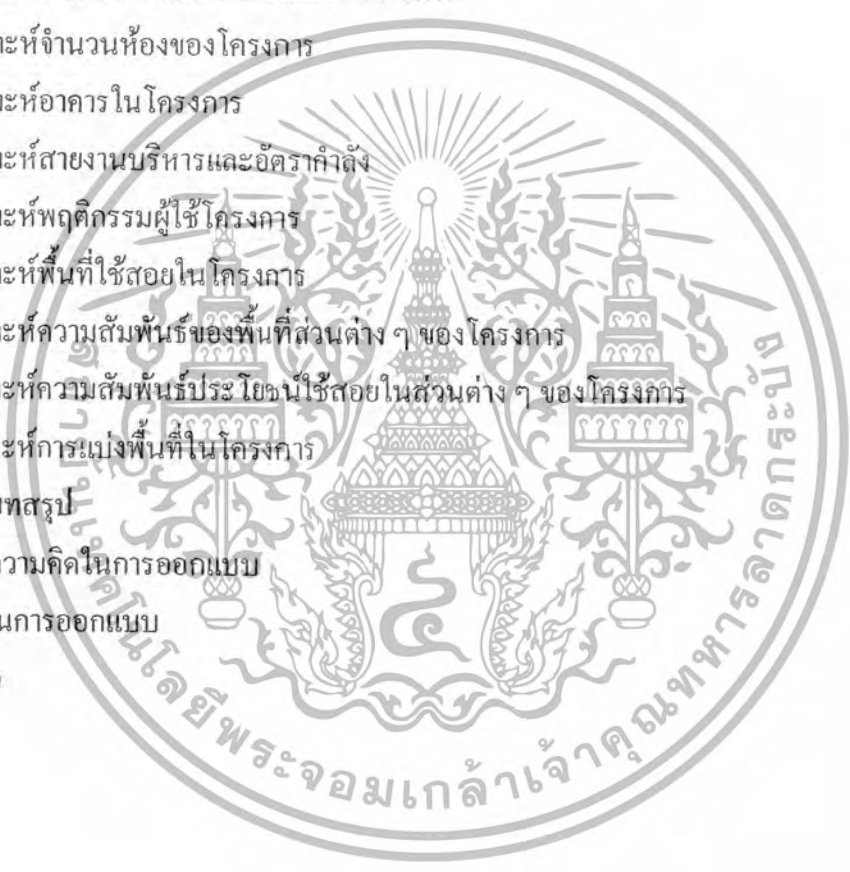 ะห์จำนวนห้องของโครงการ
ะห์อาคารในโครงการ
ะห์สายงานบริหารและอัตรากำลัง
ะห์พฤติกรรมผู้ใช้โครงการ
ะห์พื้นที่ใช้สอยในโครงการ
ะห์ความสัมพันธ์ของพื้นที่ส่วนต่าง ๆ ของโครงการ
ะห์ความสัมพันธ์ประโยชน์ใช้สอยในส่วนต่าง ๆ ของโครงการ
ะห์การแบ่งพื้นที่ในโครงการ
ทสรุป
วามคิดในการออกแบบ
นการออกแบบ
สถาบันเทคโนโลยีพระจอมเกล้าเจ้าคุณทหารลาดกระบัง
๔